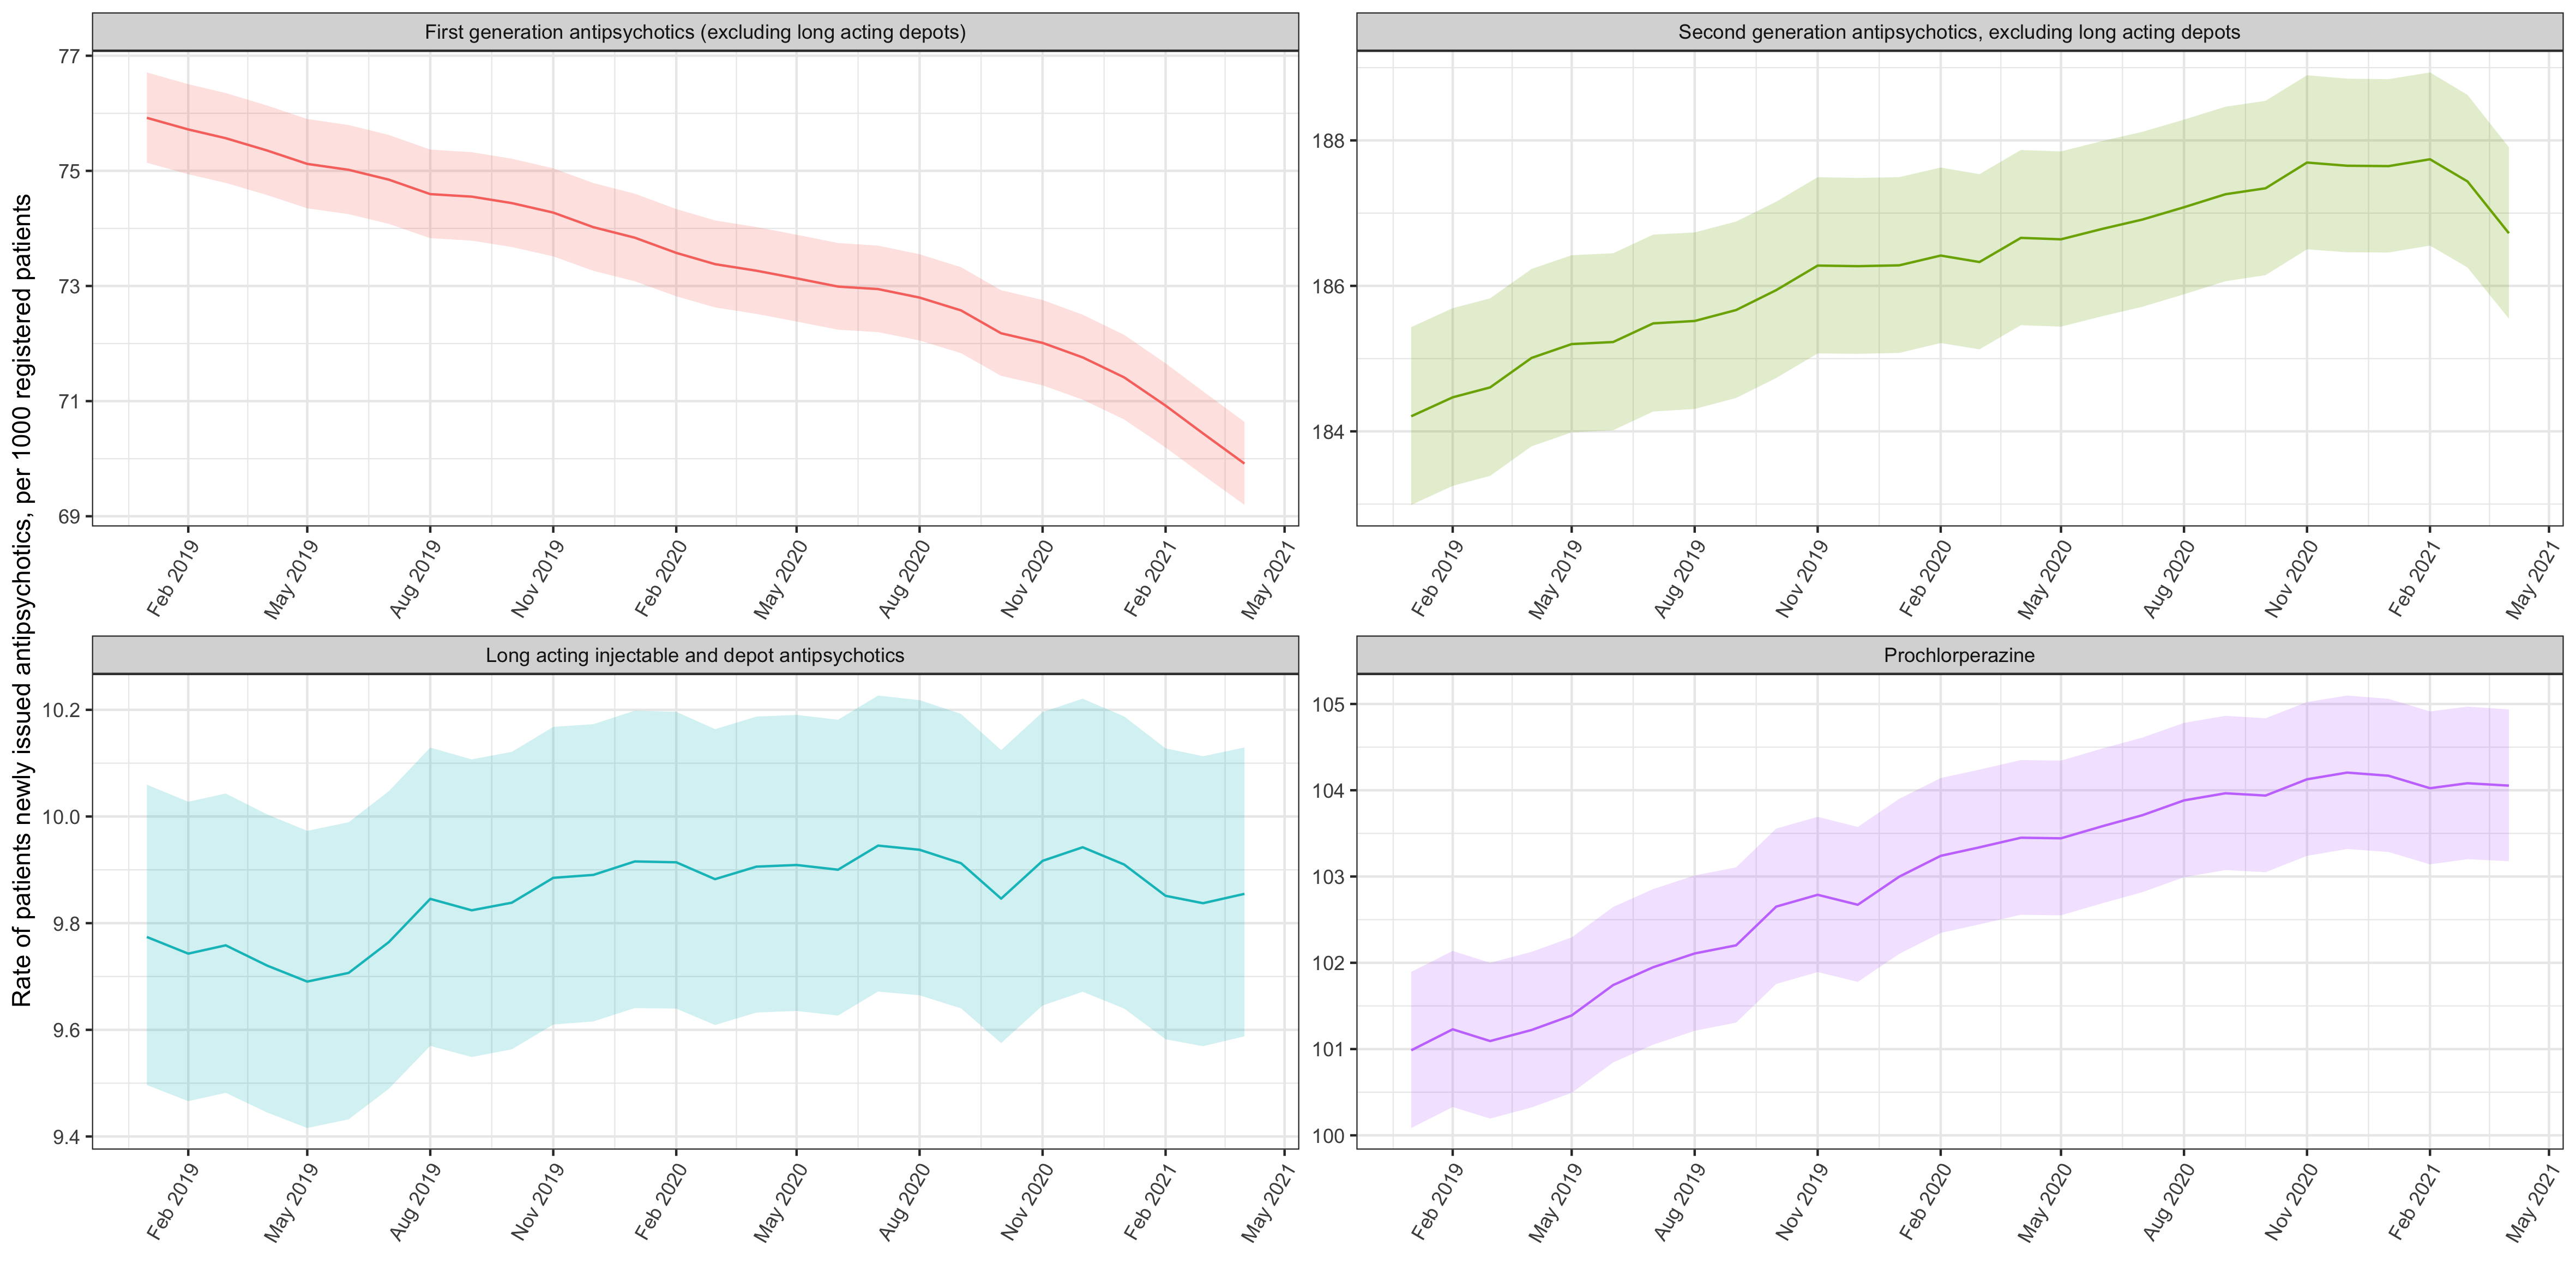 Rate of patients newly issued antipsychotics, per 1000 registered patients
First generation antipsychotics (excluding long acting depots)
77
75
73
71
69
Feb 2019
May 2019
Aug 2019
Nov 2019
Feb 2020
May 2020
Aug 2020
Nov 2020
Feb 2021
May 2021
Second generation antipsychotics, excluding long acting depots
188
186
184
Feb 2019
May 2019
Aug 2019
Nov 2019
Feb 2020
May 2020
Aug 2020
Nov 2020
Feb 2021
May 2021
Long acting injectable and depot antipsychotics
10.2
10.0
9.8
9.6
9.4
Feb 2019
May 2019
Aug 2019
Nov 2019
Feb 2020
May 2020
Aug 2020
Nov 2020
Feb 2021
May 2021
Prochlorperazine
105
104
103
102
101
100
Feb 2019
May 2019
Aug 2019
Nov 2019
Feb 2020
May 2020
Aug 2020
Nov 2020
Feb 2021
May 2021